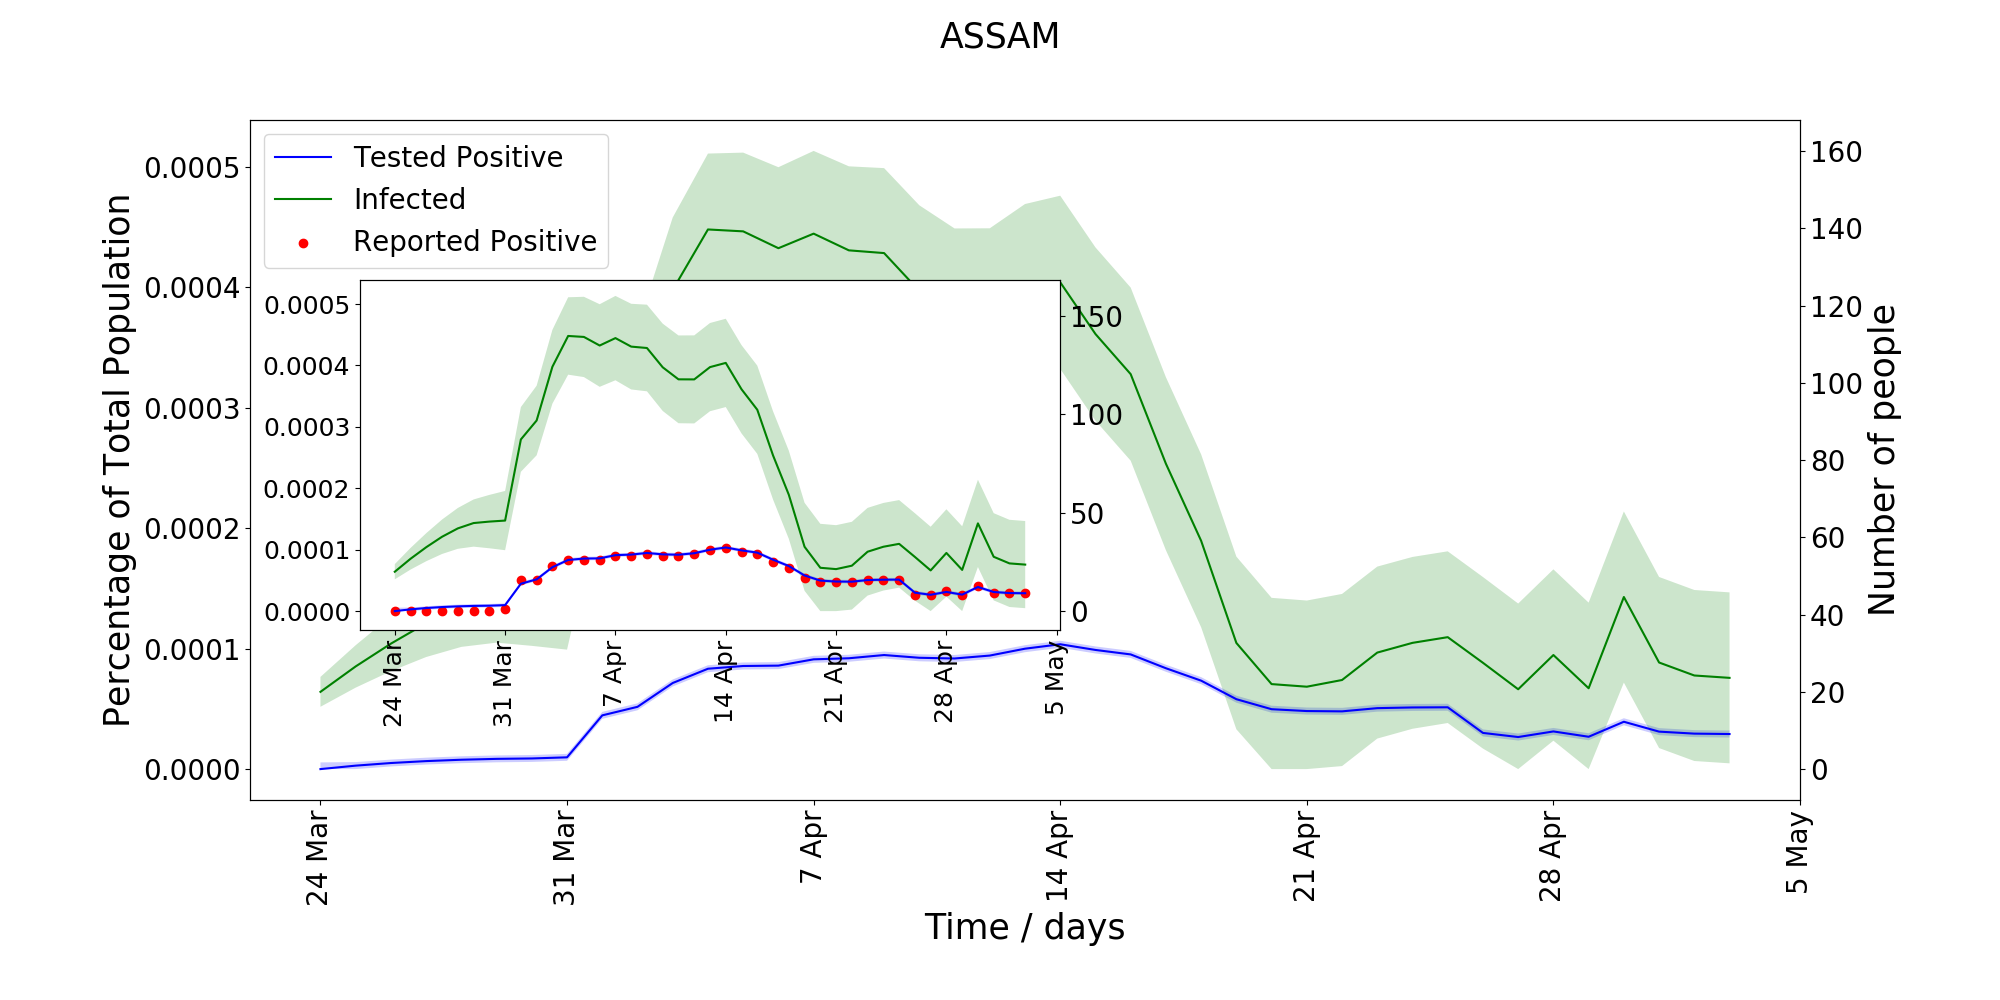 ASSAM
Percentage of Total Population
0.0005
0.0004
0.0003
0.0002
0.0001
0.0000
Tested Positive
Infected
Reported Positive
0.0005
0.0004
0.0003
0.0002
0.0001
0.0000
150
100
50
0
24 Mar
31 Mar
7 Apr
14 Apr
21 Apr
28 Apr
5 May
160
140
120
100
80
60
40
20
0
Number of people
24 Mar
31 Mar
7 Apr
14 Apr
21 Apr
28 Apr
5 May
Time / days